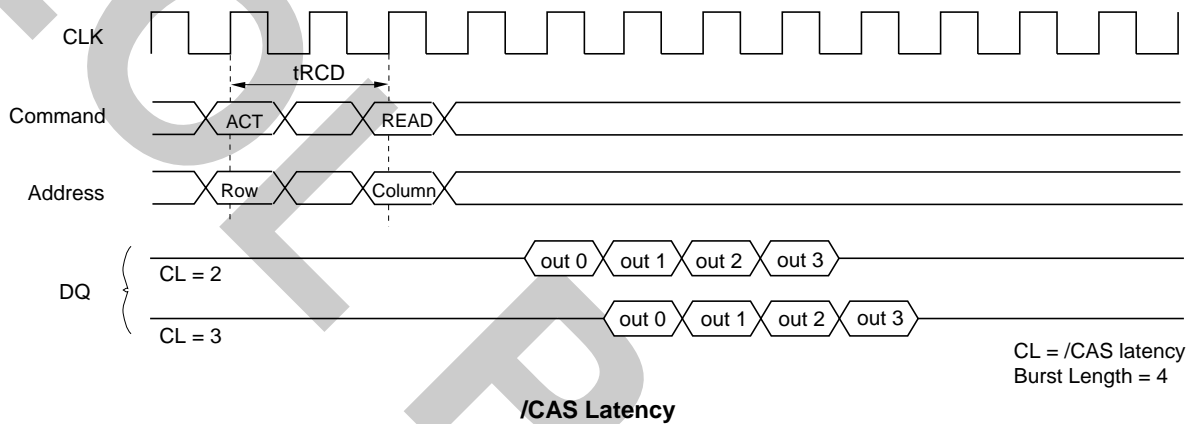 CLK
tRCD
Command ACT READ
Address Row Column
DQ
CL = 2 out 0 out 1 out 2 out 3
CL = 3 out 0 out 1 out 2 out 3
CL = /CAS latency
Burst Length = 4
/CAS Latency